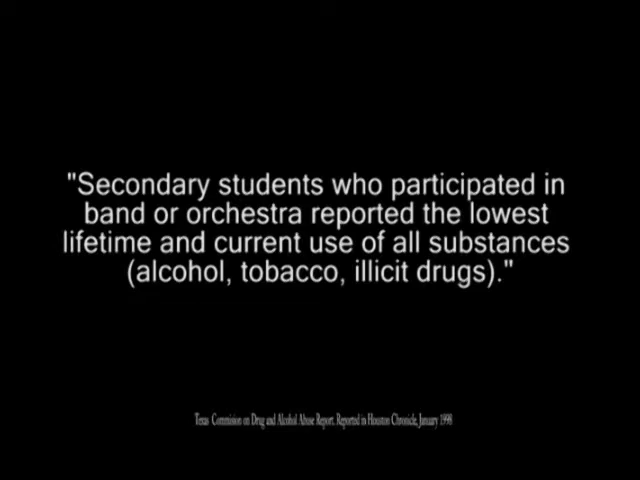 "Secondary students who participated in
band or orchestra reported the lowest
lifetime and current use of all substances
(alcohol, tobacco, illicit drugs)."
Texas Commision on Drug and Alcohol Abuse Report. Reported in Houston Chronicle, January 1998